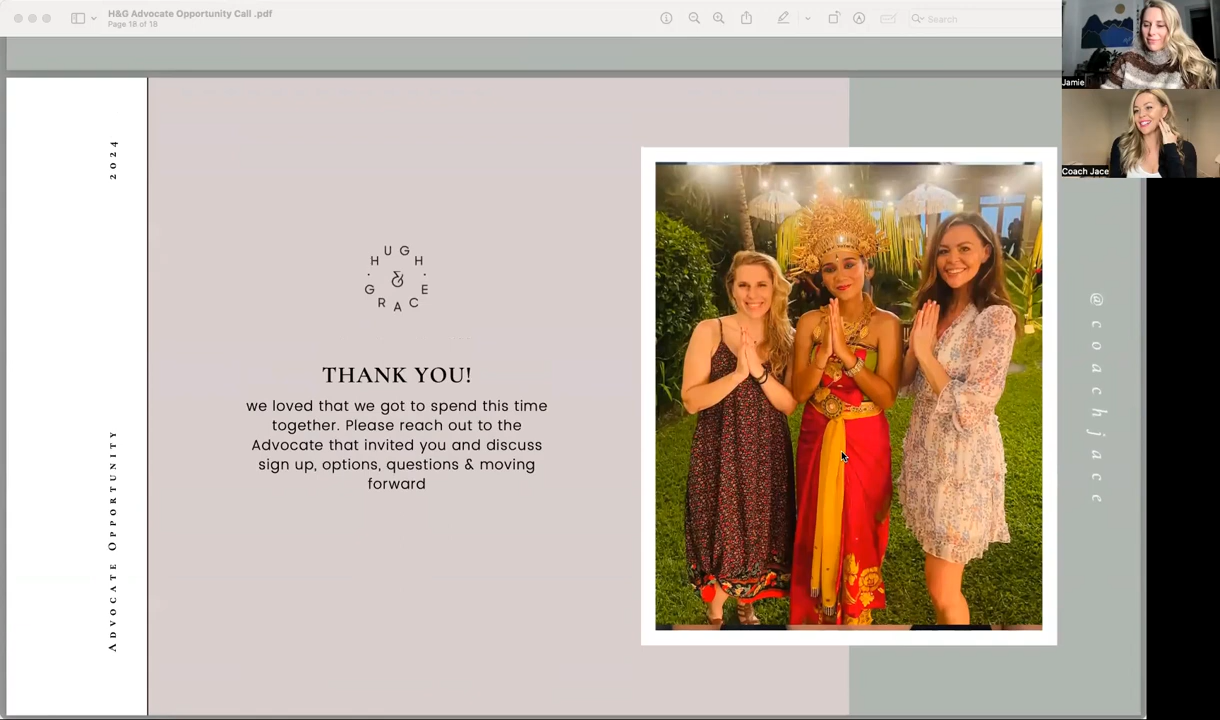 H&G Advocate Opportunity Call .pdf
Page 18 of 18
Search
Jamie
Coach Jace
2024
ADVOCATE OPPORTUNITY
HUGH
&
GRACE
THANK YOU!
we loved that we got to spend this time
together. Please reach out to the
Advocate that invited you and discuss
sign up, options, questions & moving
forward
@coachjace